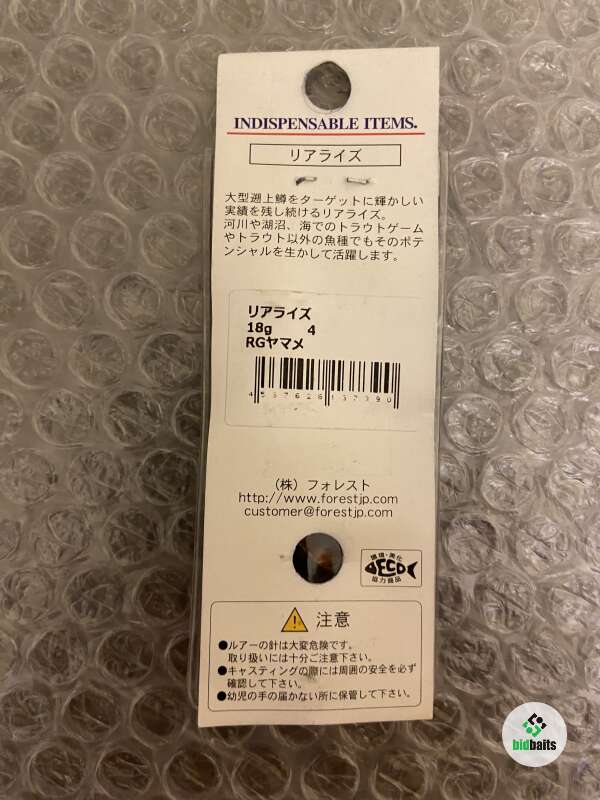 INDISPENSABLE ITEMS.
リアライズ
大型遡上鱒をターゲットに輝かしい
実績を残し続けるリアライズ。
河川や湖沼、海でのトラウトゲーム
やトラウト以外の魚種でもそのポテ
ンシャルを生かして活躍します。
リアライズ
18g 4
RGヤマメ
(株) フォレスト
http://www.forestjp.com
customer@forestjp.com
環境・美化
ECO
協力商品
注意
●ルアーの針は大変危険です。
取り扱いには十分ご注意下さい。
●キャスティングの際には周囲の安全を必ず
確認して下さい。
●幼児の手の届かない所に保管して下さい。
bidbaits